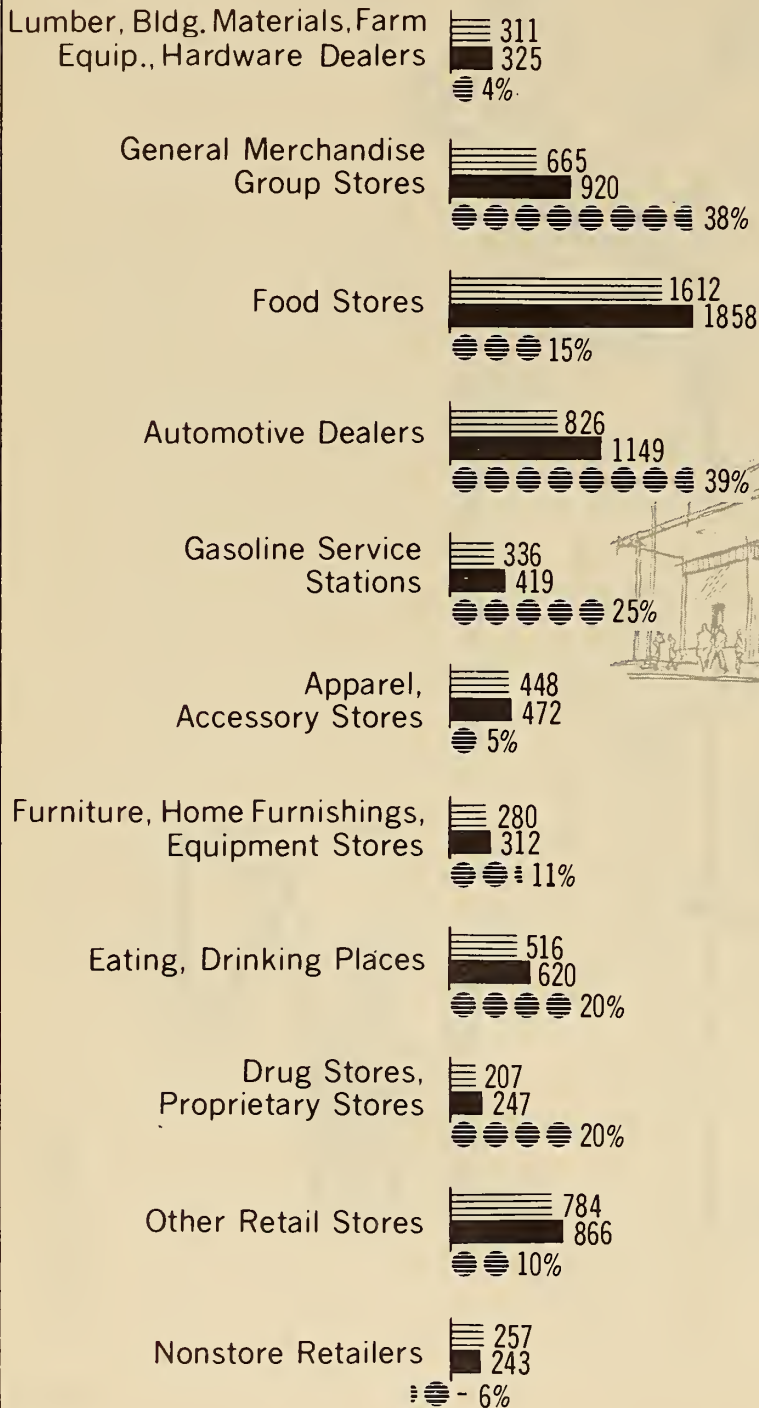 Lumber, Bldg. Materials, Farm
Equip., Hardware Dealers
311
325
4%
General Merchandise
Group Stores
665
920
38%
Food Stores
1612
1858
15%
Automotive Dealers
826
1149
39%
Gasoline Service
Stations
336
419
25%
Apparel,
Accessory Stores
448
472
5%
Furniture, Home Furnishings,
Equipment Stores
280
312
11%
Eating, Drinking Places
516
620
20%
Drug Stores,
Proprietary Stores
207
247
20%
Other Retail Stores
784
866
10%
Nonstore Retailers
257
243
- 6%